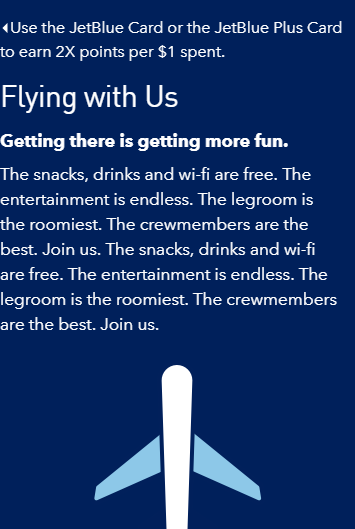 Use the JetBlue Card or the JetBlue Plus Card
to earn 2X points per $1 spent.
Flying with Us
Getting there is getting more fun.
The snacks, drinks and wi-fi are free. The
entertainment is endless. The legroom is
the roomiest. The crewmembers are the
best. Join us. The snacks, drinks and wi-fi
are free. The entertainment is endless. The
legroom is the roomiest. The crewmembers
are the best. Join us.